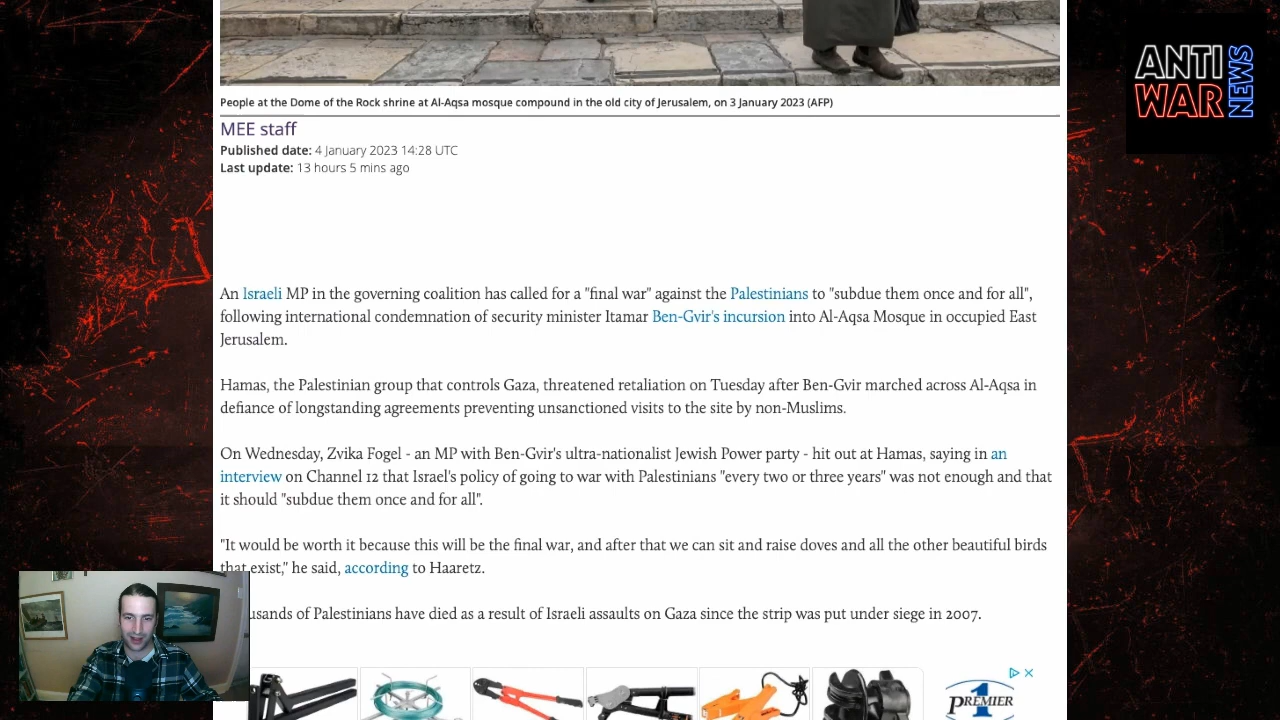 ANTI
WAR
NEWS
People at the Dome of the Rock shrine at Al-Aqsa mosque compound in the old city of Jerusalem, on 3 January 2023 (AFP)
MEE staff
Published date: 4 January 2023 14:28 UTC
Last update: 13 hours 5 mins ago
An Israeli MP in the governing coalition has called for a "final war" against the Palestinians to "subdue them once and for all",
following international condemnation of security minister Itamar Ben-Gvir's incursion into Al-Aqsa Mosque in occupied East
Jerusalem.
Hamas, the Palestinian group that controls Gaza, threatened retaliation on Tuesday after Ben-Gvir marched across Al-Aqsa in
defiance of longstanding agreements preventing unsanctioned visits to the site by non-Muslims.
On Wednesday, Zvika Fogel - an MP with Ben-Gvir's ultra-nationalist Jewish Power party - hit out at Hamas, saying in an
interview on Channel 12 that Israel's policy of going to war with Palestinians "every two or three years" was not enough and that
it should "subdue them once and for all".
"It would be worth it because this will be the final war, and after that we can sit and raise doves and all the other beautiful birds
that exist," he said, according to Haaretz.
usands of Palestinians have died as a result of Israeli assaults on Gaza since the strip was put under siege in 2007.
1
PREMIER